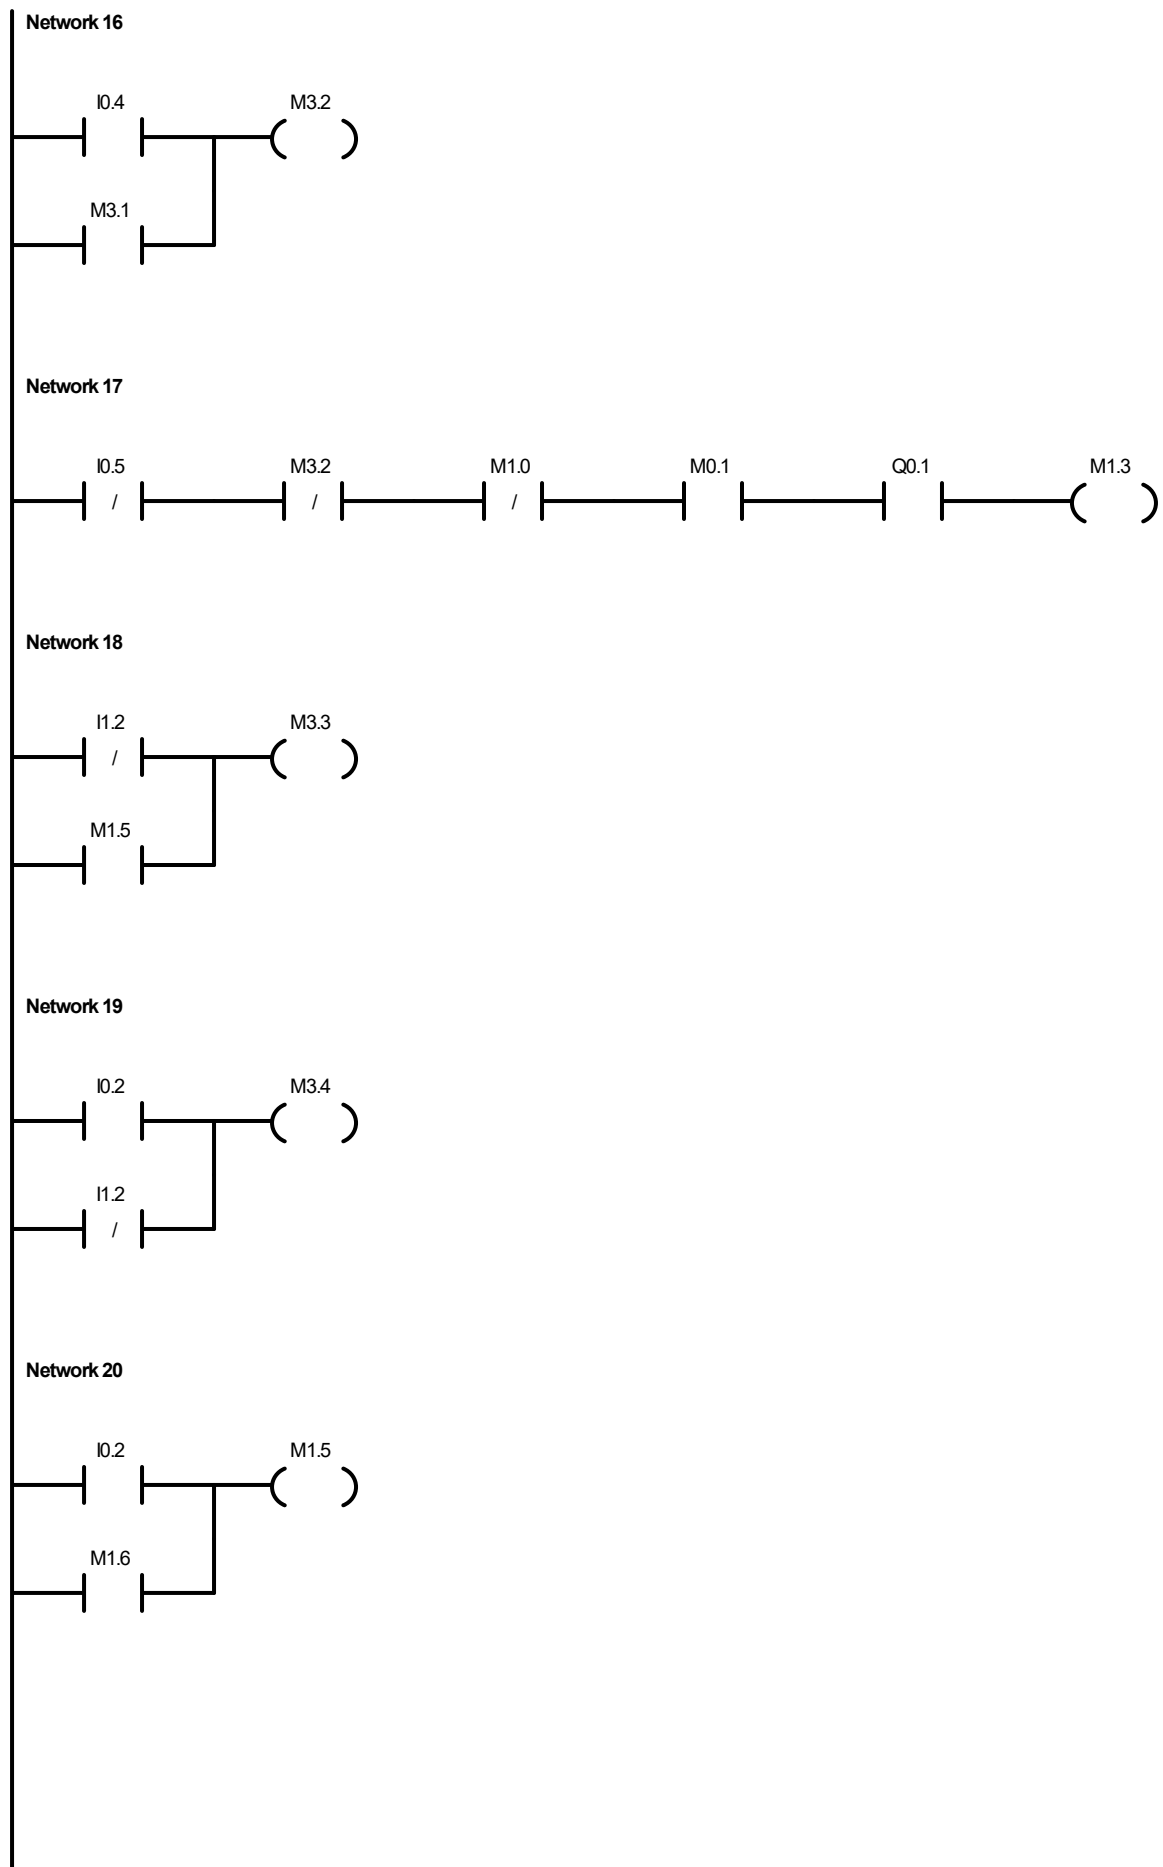 Network 16
I0.4 M3.2
M3.1
Network 17
I0.5 M3.2 M1.0 M0.1 Q0.1 M1.3
/ / /
Network 18
I1.2 M3.3
/
M1.5
Network 19
I0.2 M3.4
I1.2
/
Network 20
I0.2 M1.5
M1.6